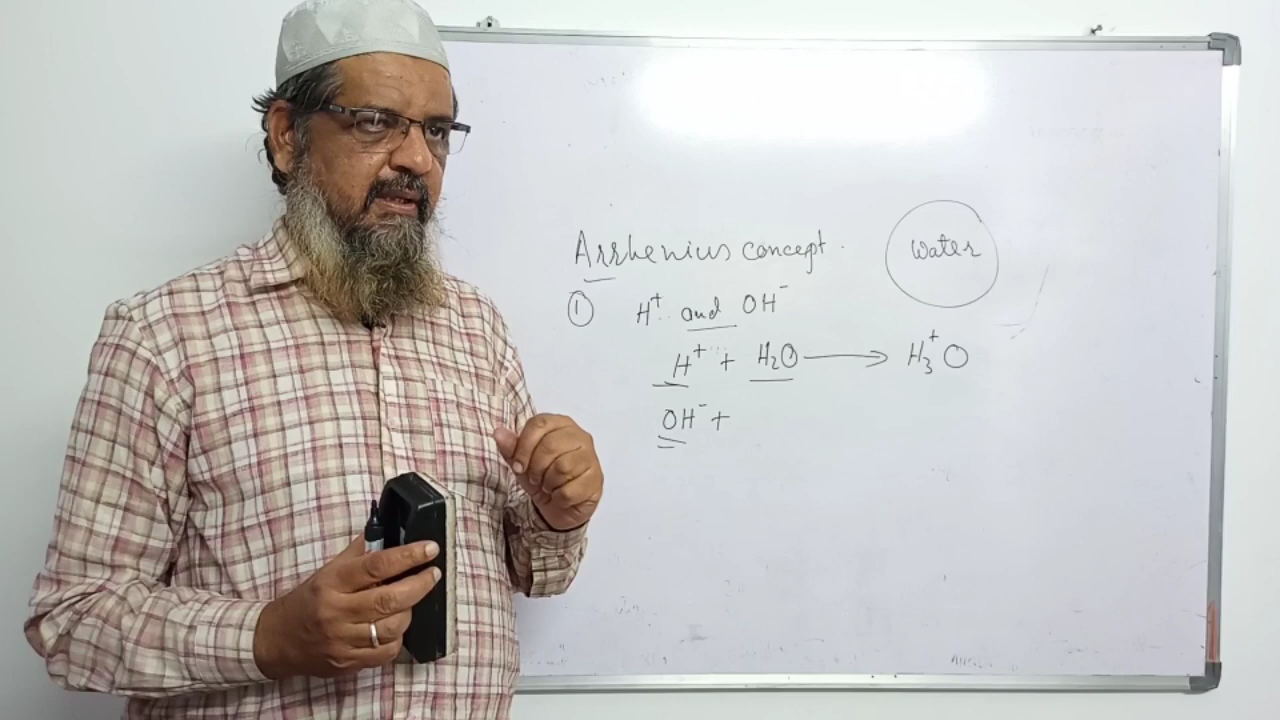 Arrhenius concept.
Water
① H⁺ and OH⁻
H⁺ + H₂O ⟶ H₃⁺O
OH⁻ +